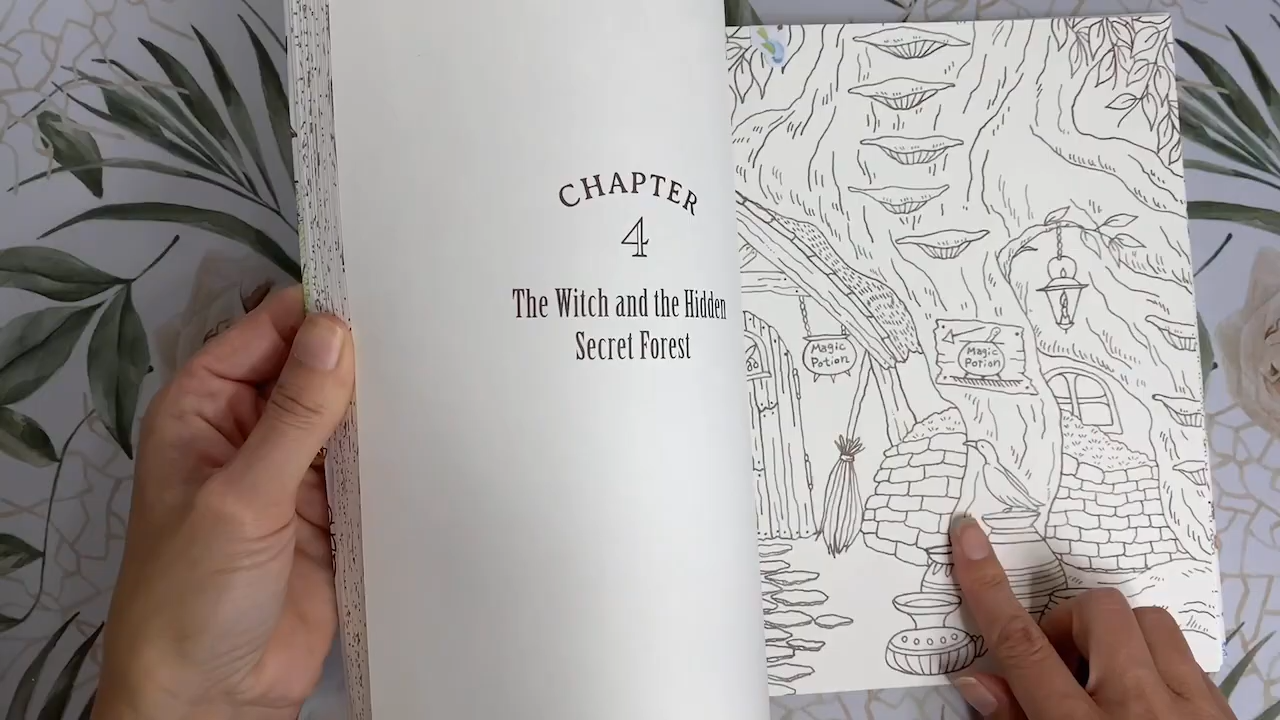 CHAPTER
4
The Witch and the Hidden
Secret Forest
Magic
Potion
Magic
Potion